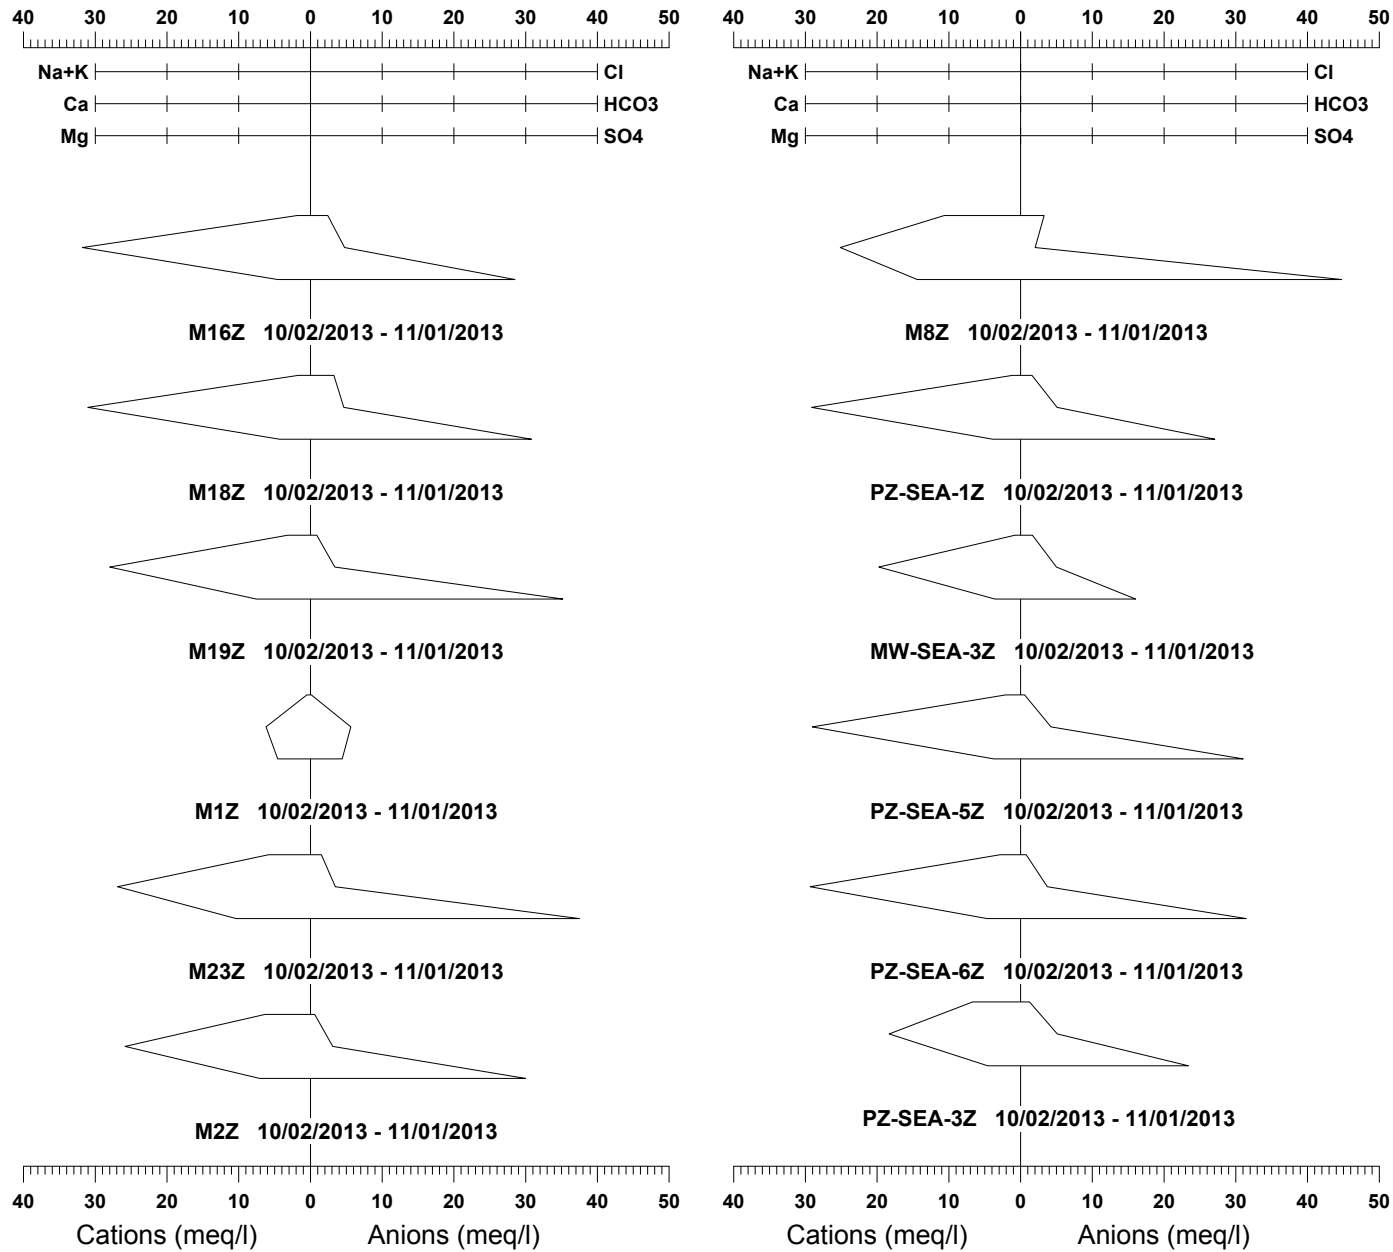 40 30 20 10 0 10 20 30 40 50
Na+K Cl
Ca HCO3
Mg SO4
M16Z 10/02/2013 - 11/01/2013
M18Z 10/02/2013 - 11/01/2013
M19Z 10/02/2013 - 11/01/2013
M1Z 10/02/2013 - 11/01/2013
M23Z 10/02/2013 - 11/01/2013
M2Z 10/02/2013 - 11/01/2013
40 30 20 10 0 10 20 30 40 50
Cations (meq/l) Anions (meq/l)
40 30 20 10 0 10 20 30 40 50
Na+K Cl
Ca HCO3
Mg SO4
M8Z 10/02/2013 - 11/01/2013
PZ-SEA-1Z 10/02/2013 - 11/01/2013
MW-SEA-3Z 10/02/2013 - 11/01/2013
PZ-SEA-5Z 10/02/2013 - 11/01/2013
PZ-SEA-6Z 10/02/2013 - 11/01/2013
PZ-SEA-3Z 10/02/2013 - 11/01/2013
40 30 20 10 0 10 20 30 40 50
Cations (meq/l) Anions (meq/l)